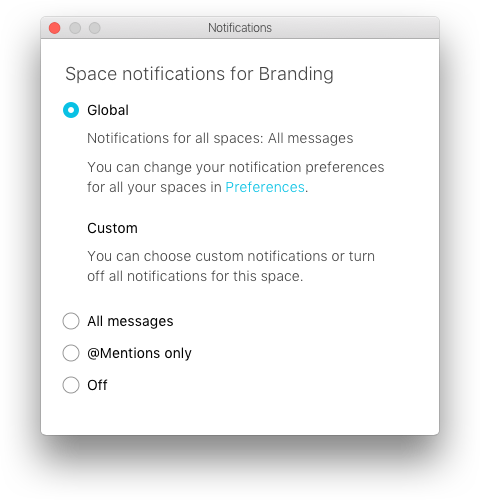 Notifications
Space notifications for Branding
Global
Notifications for all spaces: All messages
You can change your notification preferences
for all your spaces in Preferences.
Custom
You can choose custom notifications or turn
off all notifications for this space.
All messages
@Mentions only
Off